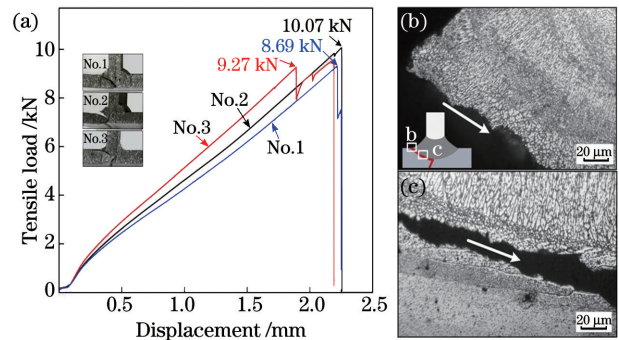 (a)
10.07 kN
8.69 kN
9.27 kN
No.1
No.2
No.3
No.2
No.3
No.1
Tensile load /kN
10
8
6
4
2
0
0.5
1.0
1.5
2.0
2.5
Displacement /mm
(b)
b
c
20 μm
(c)
20 μm